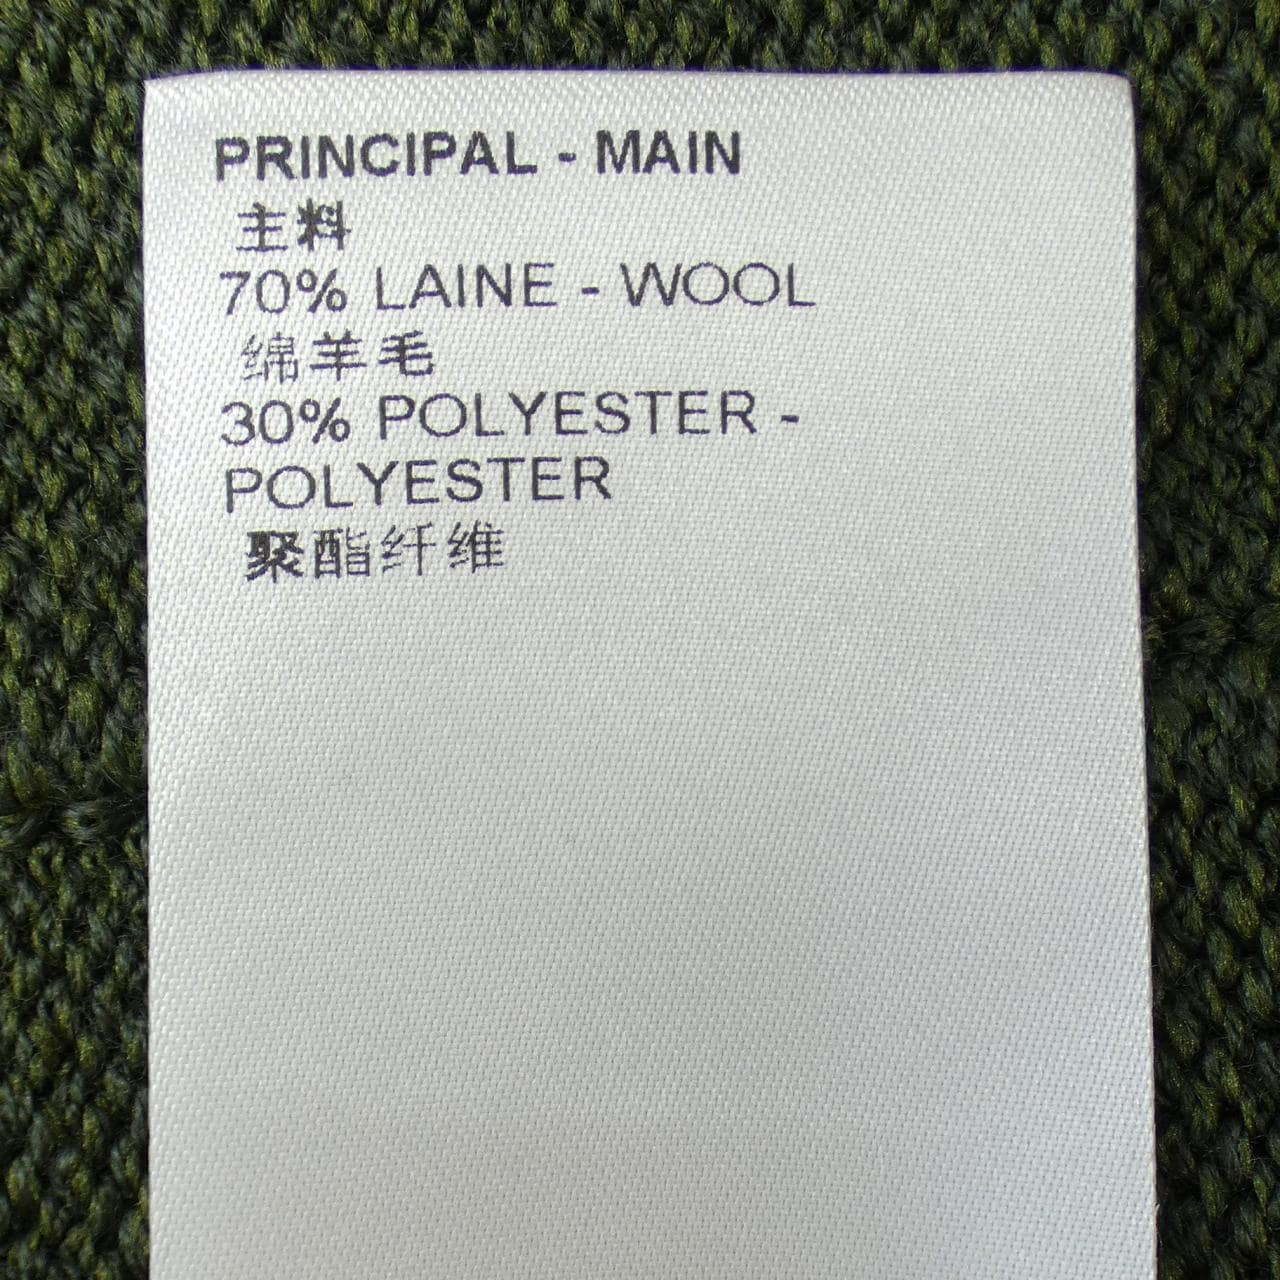 PRINCIPAL - MAIN
主料
70% LAINE - WOOL
绵羊毛
30% POLYESTER -
POLYESTER
聚酯纤维